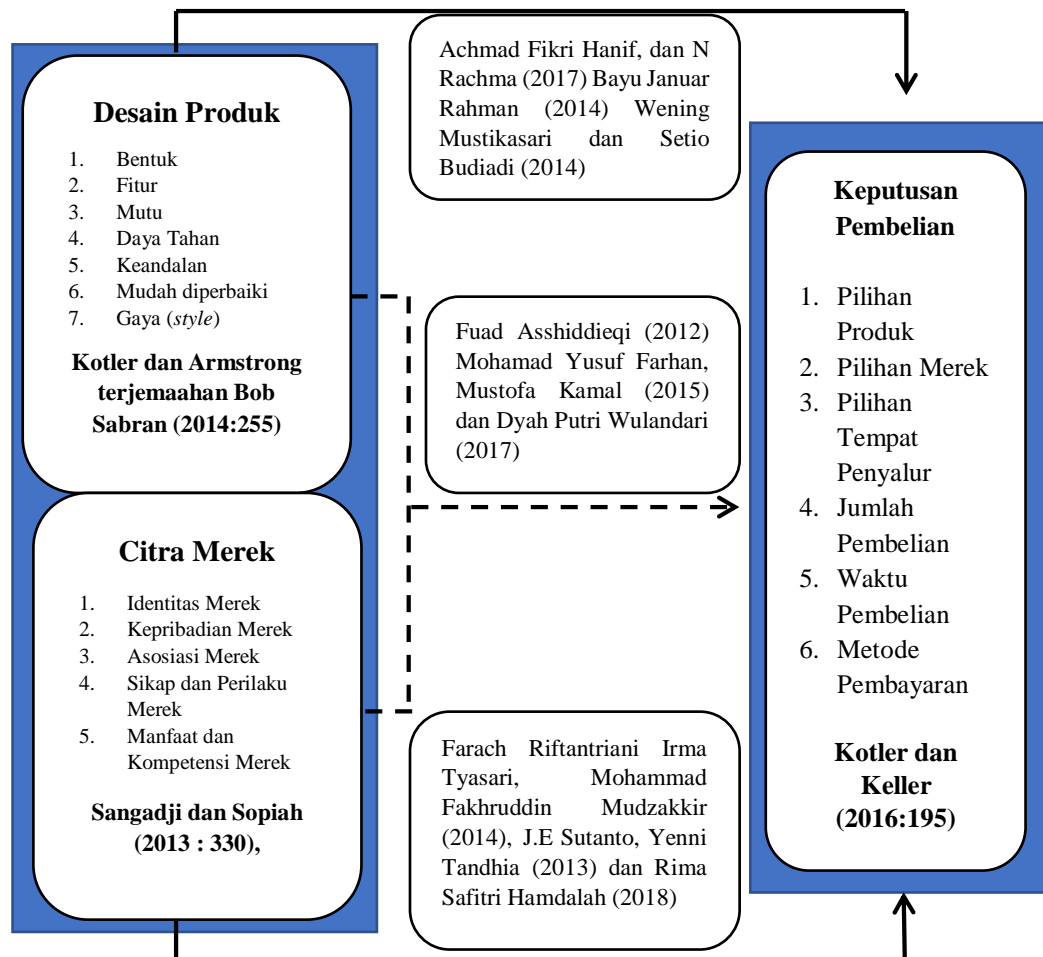 Desain Produk
1. Bentuk
2. Fitur
3. Mutu
4. Daya Tahan
5. Keandalan
6. Mudah diperbaiki
7. Gaya (style)
Kotler dan Armstrong
terjemaahan Bob
Sabran (2014:255)
Citra Merek
1. Identitas Merek
2. Kepribadian Merek
3. Asosiasi Merek
4. Sikap dan Perilaku
Merek
5. Manfaat dan
Kompetensi Merek
Sangadji dan Sopiah
(2013 : 330),
Achmad Fikri Hanif, dan N
Rachma (2017) Bayu Januar
Rahman (2014) Wening
Mustikasari dan Setio
Budiadi (2014)
Fuad Asshiddieqi (2012)
Mohamad Yusuf Farhan,
Mustofa Kamal (2015)
dan Dyah Putri Wulandari
(2017)
Farach Riftantriani Irma
Tyasari, Mohammad
Fakhruddin Mudzakkir
(2014), J.E Sutanto, Yenni
Tandhia (2013) dan Rima
Safitri Hamdalah (2018)
Keputusan
Pembelian
1. Pilihan
Produk
2. Pilihan Merek
3. Pilihan
Tempat
Penyalur
4. Jumlah
Pembelian
5. Waktu
Pembelian
6. Metode
Pembayaran
Kotler dan
Keller
(2016:195)